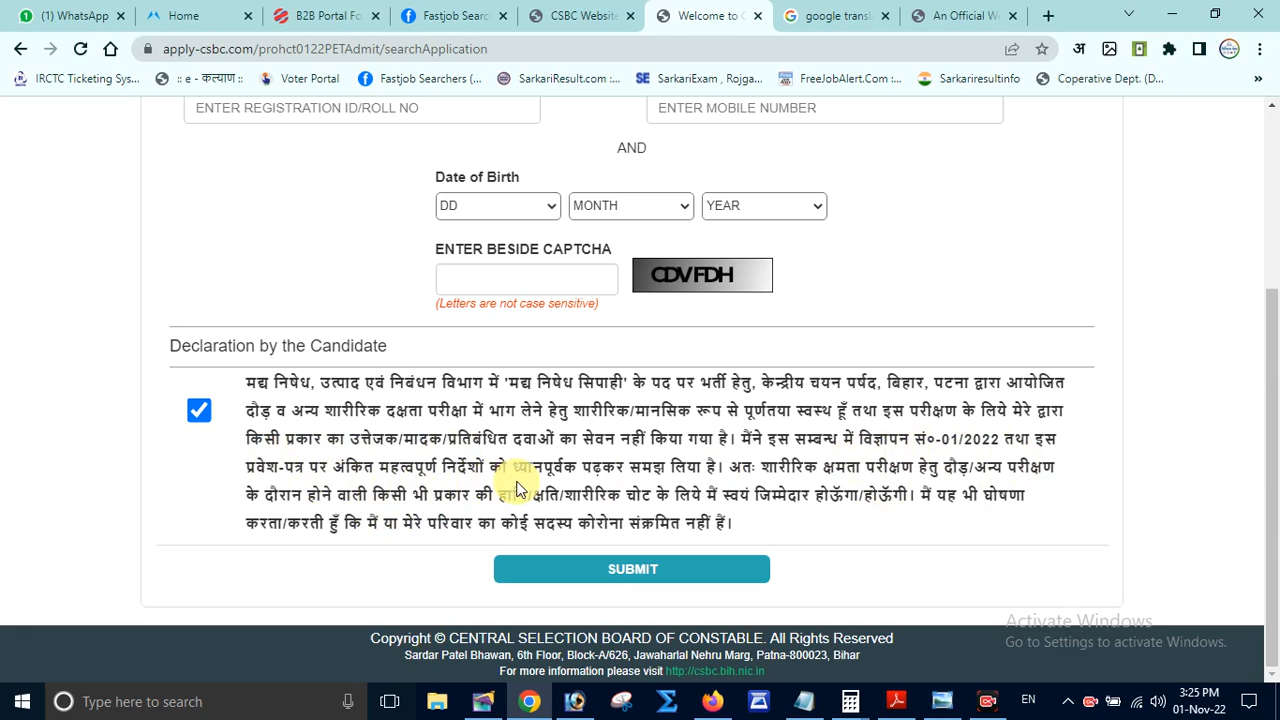 (1) WhatsApp
Home
B2B Portal Fo
Fastjob Search
CSBC Website
Welcome to C
google transl
An Official We
apply-csbc.com/prohct0122PETAdmit/searchApplication
IRCTC Ticketing Sys...
:: e - कल्याण ::
Voter Portal
Fastjob Searchers (...
SarkariResult.com :...
SarkariExam , Rojga...
FreeJobAlert.Com :...
Sarkariresultinfo
Coperative Dept. (D...
ENTER REGISTRATION ID/ROLL NO
ENTER MOBILE NUMBER
AND
Date of Birth
DD
MONTH
YEAR
ENTER BESIDE CAPTCHA
CDVFDH
(Letters are not case sensitive)
Declaration by the Candidate
मद्य निषेध, उत्पाद एवं निबंधन विभाग में 'मद्य निषेध सिपाही' के पद पर भर्ती हेतु, केन्द्रीय चयन पर्षद, बिहार, पटना द्वारा आयोजित
दौड़ व अन्य शारीरिक दक्षता परीक्षा में भाग लेने हेतु शारीरिक/मानसिक रूप से पूर्णतया स्वस्थ हूँ तथा इस परीक्षण के लिये मेरे द्वारा
किसी प्रकार का उत्तेजक/मादक/प्रतिबंधित दवाओं का सेवन नहीं किया गया है। मैंने इस सम्बन्ध में विज्ञापन सं०-01/2022 तथा इस
प्रवेश-पत्र पर अंकित महत्वपूर्ण निर्देशों को ध्यानपूर्वक पढ़कर समझ लिया है। अतः शारीरिक क्षमता परीक्षण हेतु दौड़/अन्य परीक्षण
के दौरान होने वाली किसी भी प्रकार की हानि/क्षति/शारीरिक चोट के लिये मैं स्वयं जिम्मेदार होऊँगा/होऊँगी। मैं यह भी घोषणा
करता/करती हूँ कि मैं या मेरे परिवार का कोई सदस्य कोरोना संक्रमित नहीं हैं।
SUBMIT
Activate Windows
Go to Settings to activate Windows.
Copyright © CENTRAL SELECTION BOARD OF CONSTABLE. All Rights Reserved
Sardar Patel Bhawan, 6th Floor, Block-A/626, Jawaharlal Nehru Marg, Patna-800023, Bihar
For more information please visit http://csbc.bih.nic.in
Type here to search
EN
3:25 PM
01-Nov-22